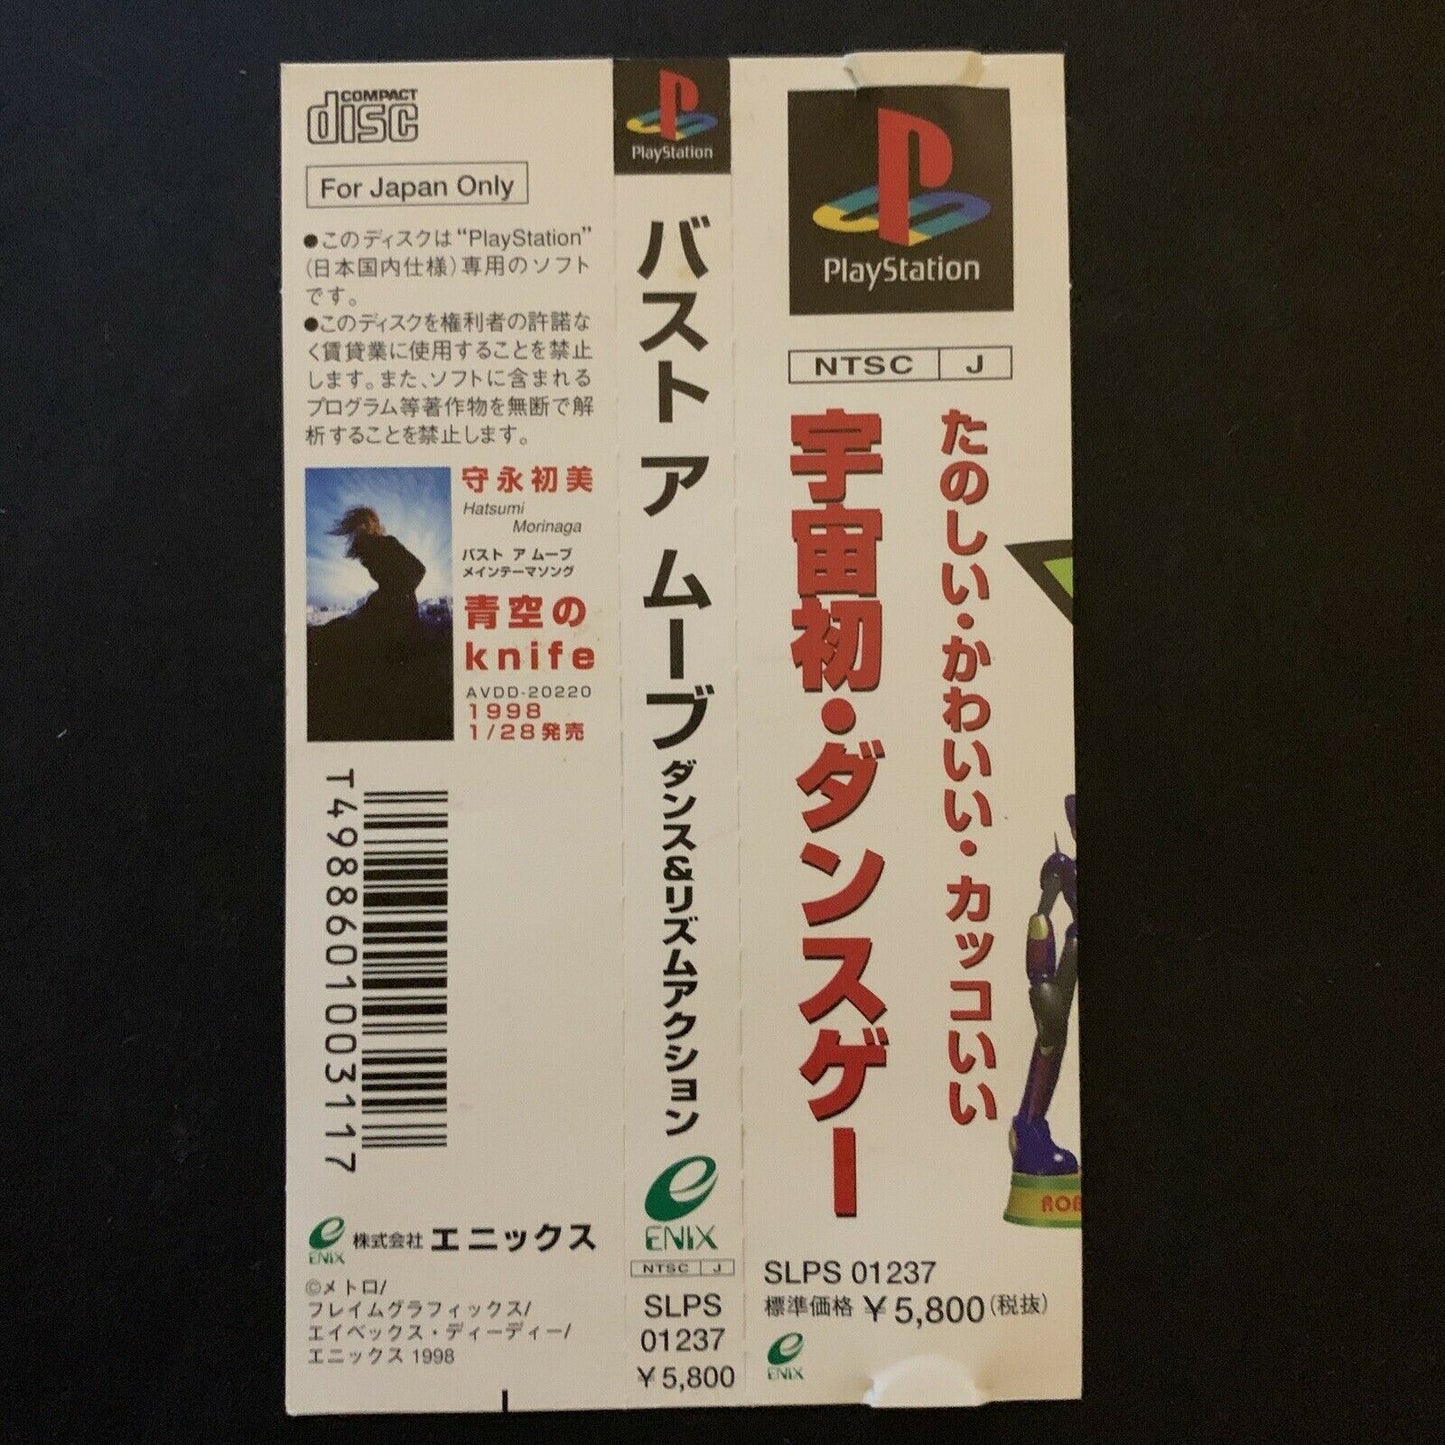 COMPACT
disc
For Japan Only
●このディスクは“PlayStation”
(日本国内仕様)専用のソフト
です。
●このディスクを権利者の許諾な
く賃貸業に使用することを禁止
します。また、ソフトに含まれる
プログラム等著作物を無断で解
析することを禁止します。
守永初美
Hatsumi
Morinaga
バスト ア ムーブ
メインテーマソング
青空の
knife
AVDD-20220
1998
1/28発売
T4988601003117
ENIX
株式会社 エニックス
©メトロ/
フレイムグラフィックス/
エイベックス・ディーディー/
エニックス 1998
PlayStation
バスト ア ムーブ
ダンス&リズムアクション
ENIX
NTSC J
SLPS
01237
¥5,800
PlayStation
NTSC J
たのしい・かわいい・カッコいい
宇宙初・ダンスゲー
ROB
SLPS 01237
標準価格 ¥5,800(税抜)
ENIX